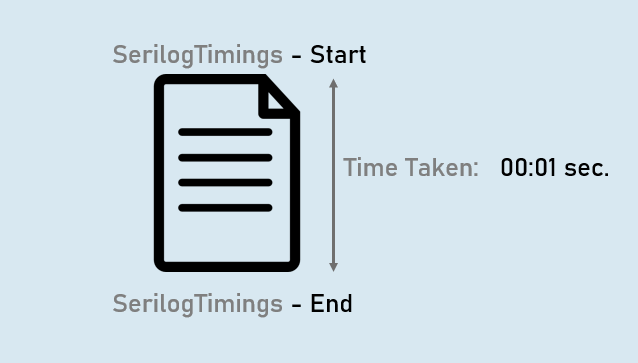 SerilogTimings - Start
Time Taken: 00:01 sec.
SerilogTimings - End